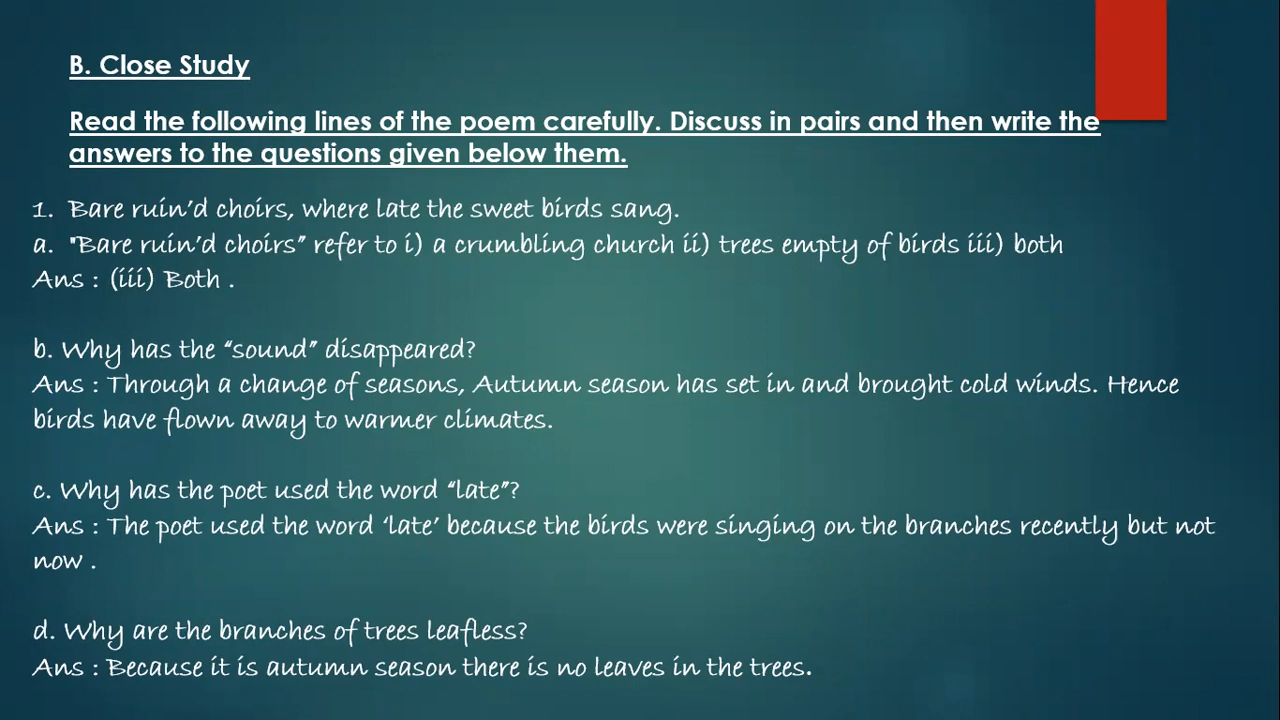 B. Close Study
Read the following lines of the poem carefully. Discuss in pairs and then write the
answers to the questions given below them.
1. Bare ruin’d choirs, where late the sweet birds sang.
a. "Bare ruin’d choirs” refer to i) a crumbling church ii) trees empty of birds iii) both
Ans : (iii) Both .
b. Why has the “sound” disappeared?
Ans : Through a change of seasons, Autumn season has set in and brought cold winds. Hence
birds have flown away to warmer climates.
c. Why has the poet used the word “late”?
Ans : The poet used the word ‘late’ because the birds were singing on the branches recently but not
now .
d. Why are the branches of trees leafless?
Ans : Because it is autumn season there is no leaves in the trees.